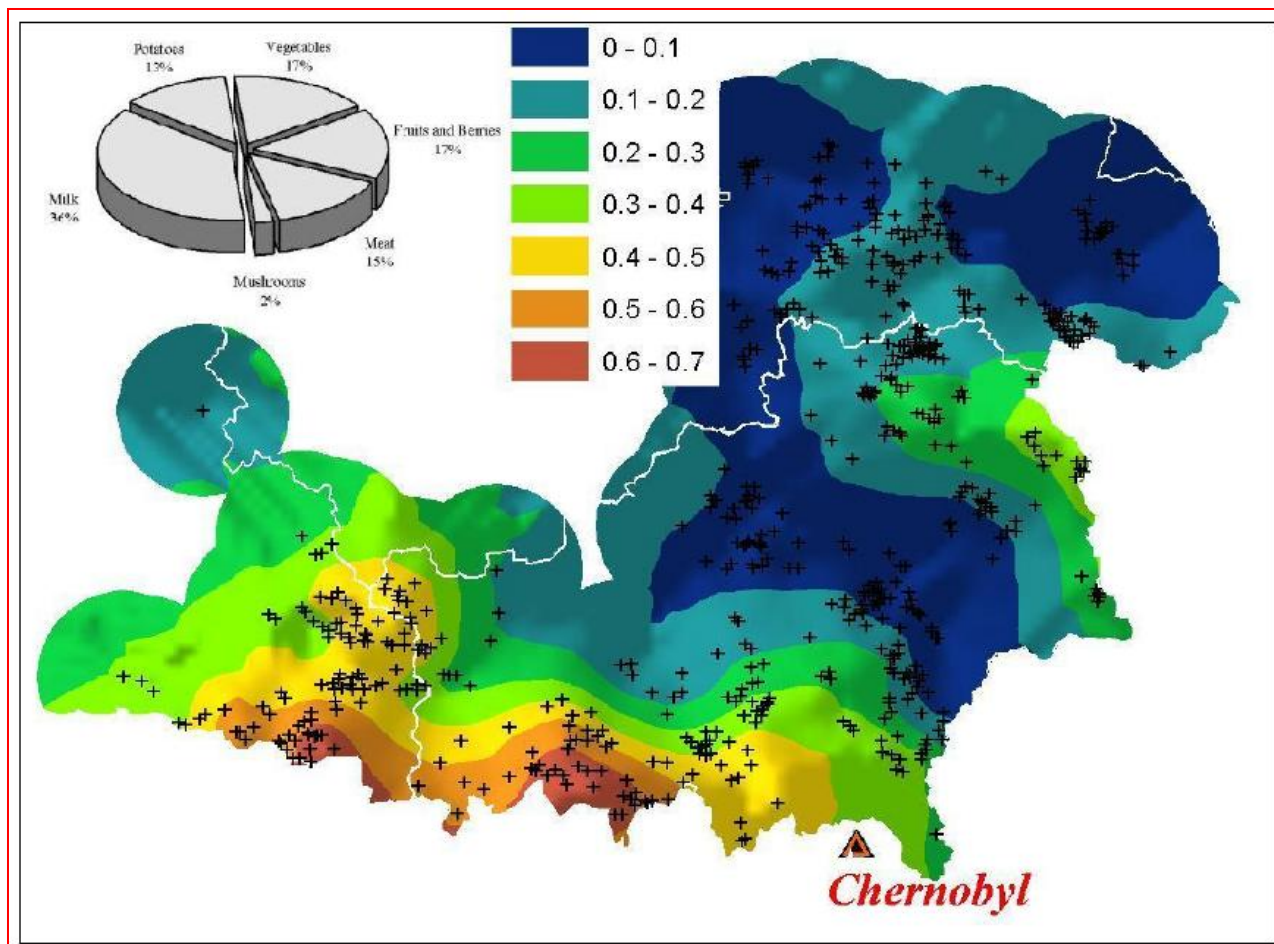 Potatoes
13%
Vegetables
17%
Fruits and Berries
17%
Milk
36%
Meat
15%
Mushrooms
2%
0 - 0.1
0.1 - 0.2
0.2 - 0.3
0.3 - 0.4
0.4 - 0.5
0.5 - 0.6
0.6 - 0.7
Chernobyl